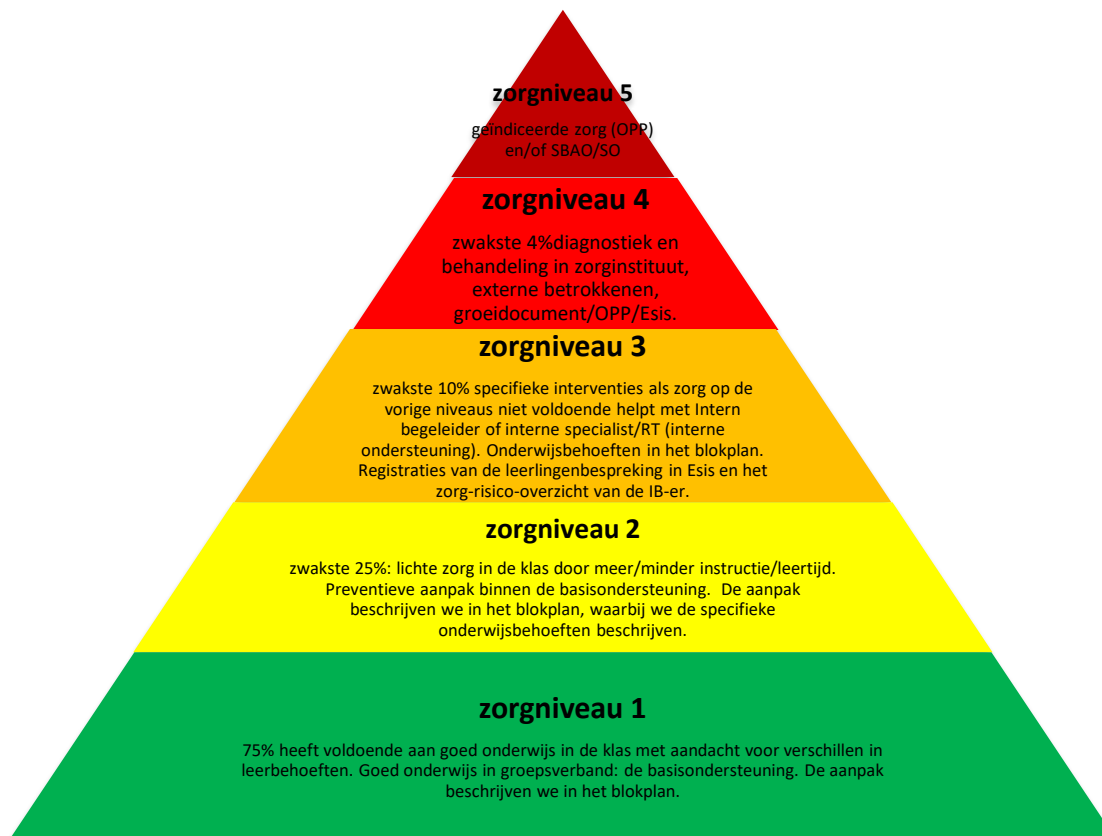 zorgniveau 5
geïndiceerde zorg (OPP)
en/of SBAO/SO
zorgniveau 4
zwakste 4%diagnostiek en
behandeling in zorginstituut,
externe betrokkenen,
groeidocument/OPP/Esis.
zorgniveau 3
zwakste 10% specifieke interventies als zorg op de
vorige niveaus niet voldoende helpt met Intern
begeleider of interne specialist/RT (interne
ondersteuning). Onderwijsbehoeften in het blokplan.
Registraties van de leerlingenbespreking in Esis en het
zorg-risico-overzicht van de IB-er.
zorgniveau 2
zwakste 25%: lichte zorg in de klas door meer/minder instructie/leertijd.
Preventieve aanpak binnen de basisondersteuning.  De aanpak
beschrijven we in het blokplan, waarbij we de specifieke
onderwijsbehoeften beschrijven.
zorgniveau 1
75% heeft voldoende aan goed onderwijs in de klas met aandacht voor verschillen in
leerbehoeften. Goed onderwijs in groepsverband: de basisondersteuning. De aanpak
beschrijven we in het blokplan.